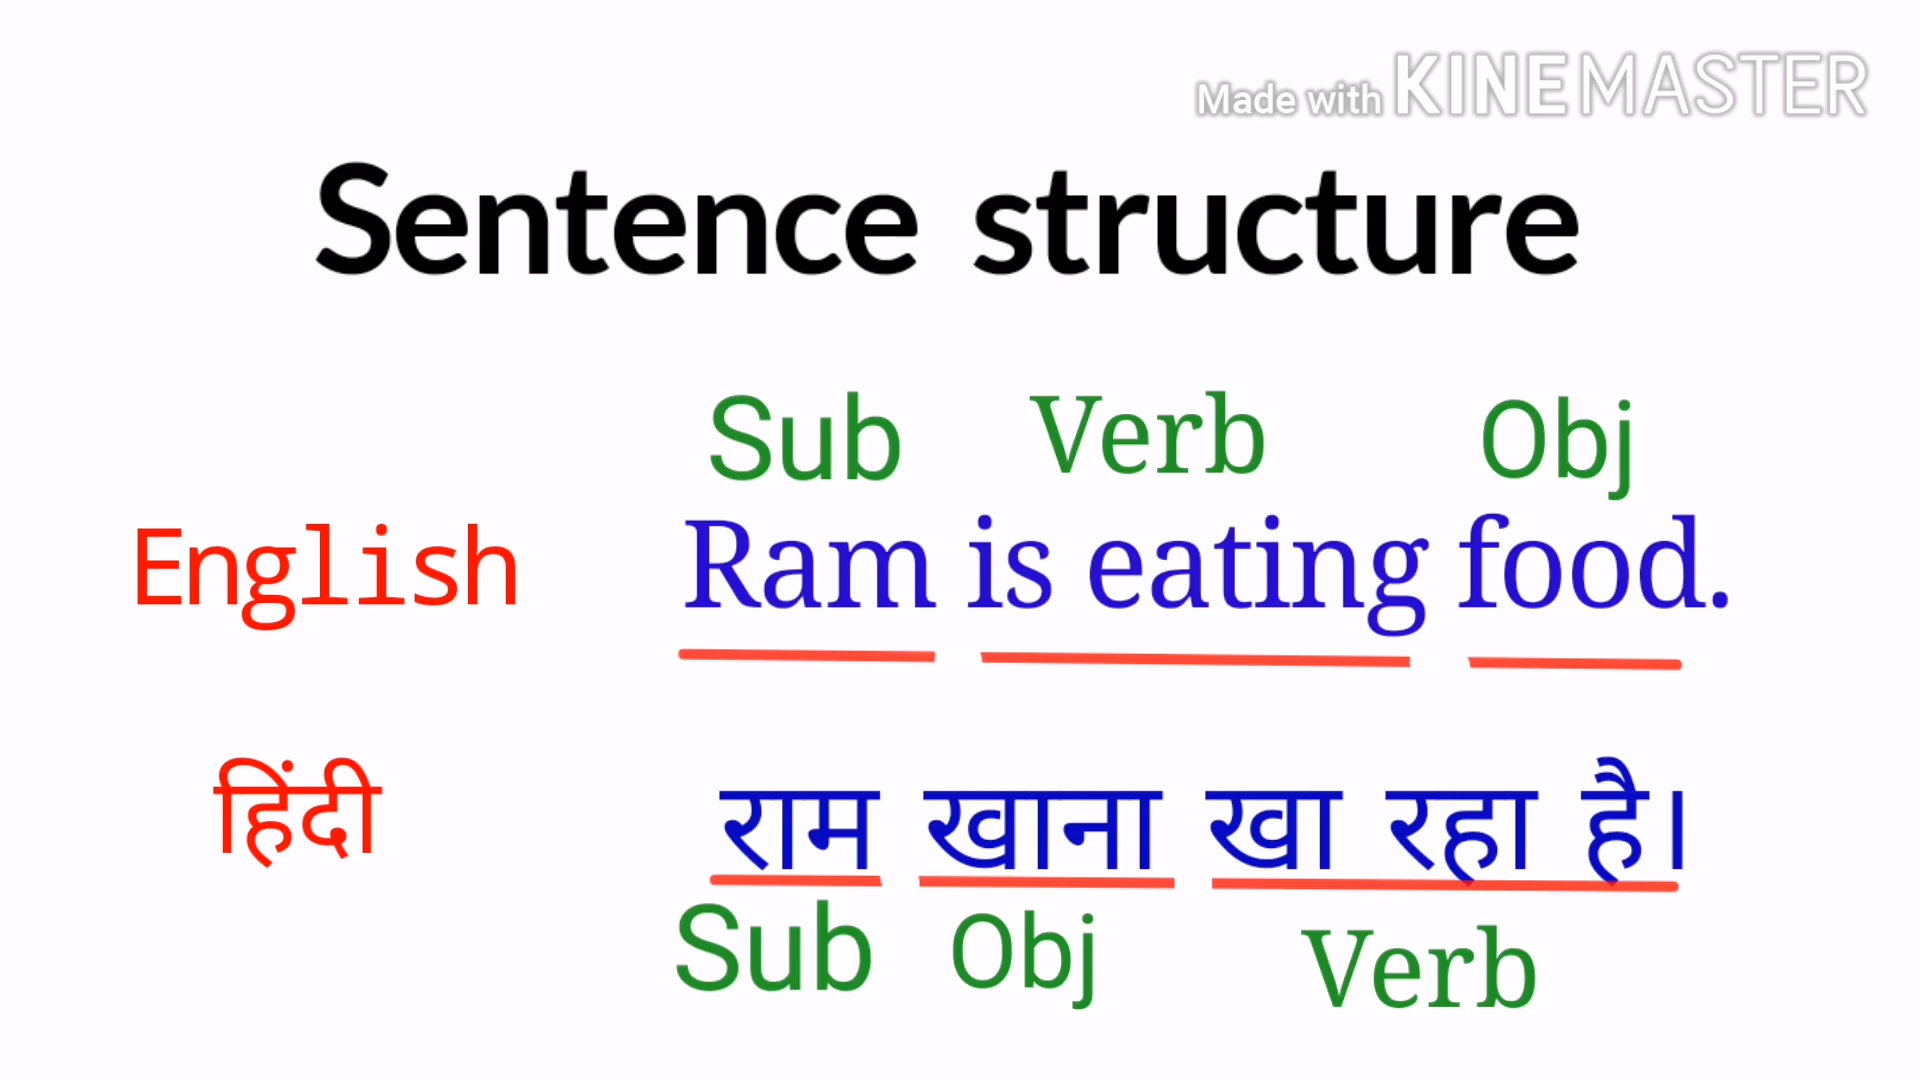 Made with KINEMASTER
Sentence structure
Sub Verb Obj
English Ram is eating food.
हिंदी राम खाना खा रहा है।
Sub Obj Verb